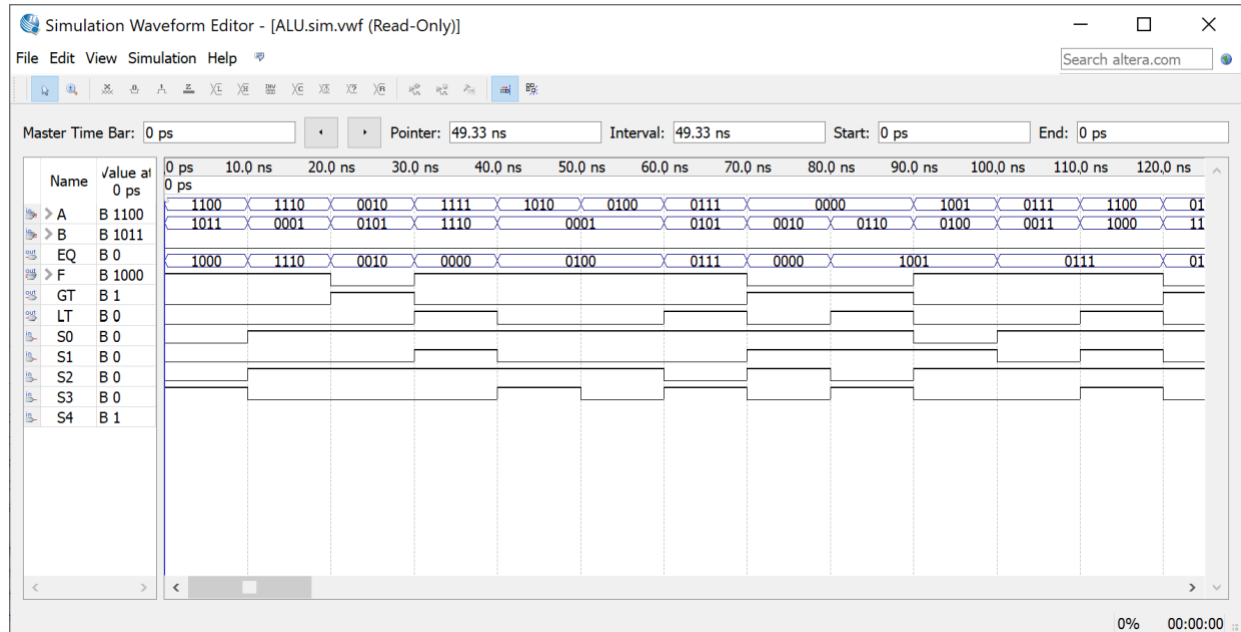 Simulation Waveform Editor - [ALU.sim.vwf (Read-Only)]
File Edit View Simulation Help
Search altera.com
Master Time Bar: 0 ps Pointer: 49.33 ns Interval: 49.33 ns Start: 0 ps End: 0 ps
Name Value at 0 ps
0 ps 10.0 ns 20.0 ns 30.0 ns 40.0 ns 50.0 ns 60.0 ns 70.0 ns 80.0 ns 90.0 ns 100.0 ns 110.0 ns 120.0 ns
0 ps
A B 1100 1100 1110 0010 1111 1010 0100 0111 0000 1001 0111 1100 01
B B 1011 1011 0001 0101 1110 0001 0101 0010 0110 0100 0011 1000 11
EQ B 0
F B 1000 1000 1110 0010 0000 0100 0111 0000 1001 0111 01
GT B 1
LT B 0
S0 B 0
S1 B 0
S2 B 0
S3 B 0
S4 B 1
0% 00:00:00